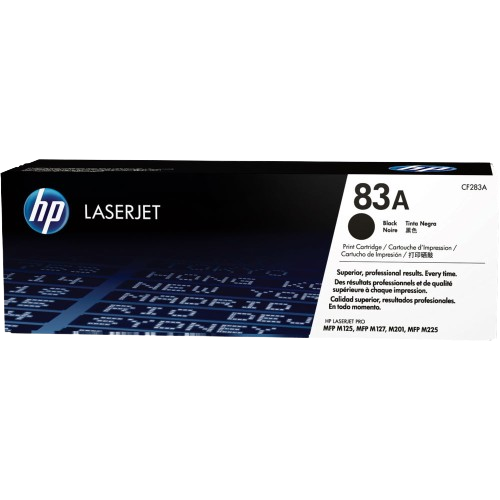 hp
LASERJET
83A
CF283A
Black Tinta Negra
Noire 黑色
Print Cartridge / Cartouche d'Impression /
Cartucho de Impresión / 打印硒鼓
Superior, professional results. Every time.
Des résultats professionnels et de qualité
supérieure à chaque impression.
Calidad superior, resultados profesionales.
En todo momento.
HP LASERJET PRO
MFP M125, MFP M127, M201, MFP M225